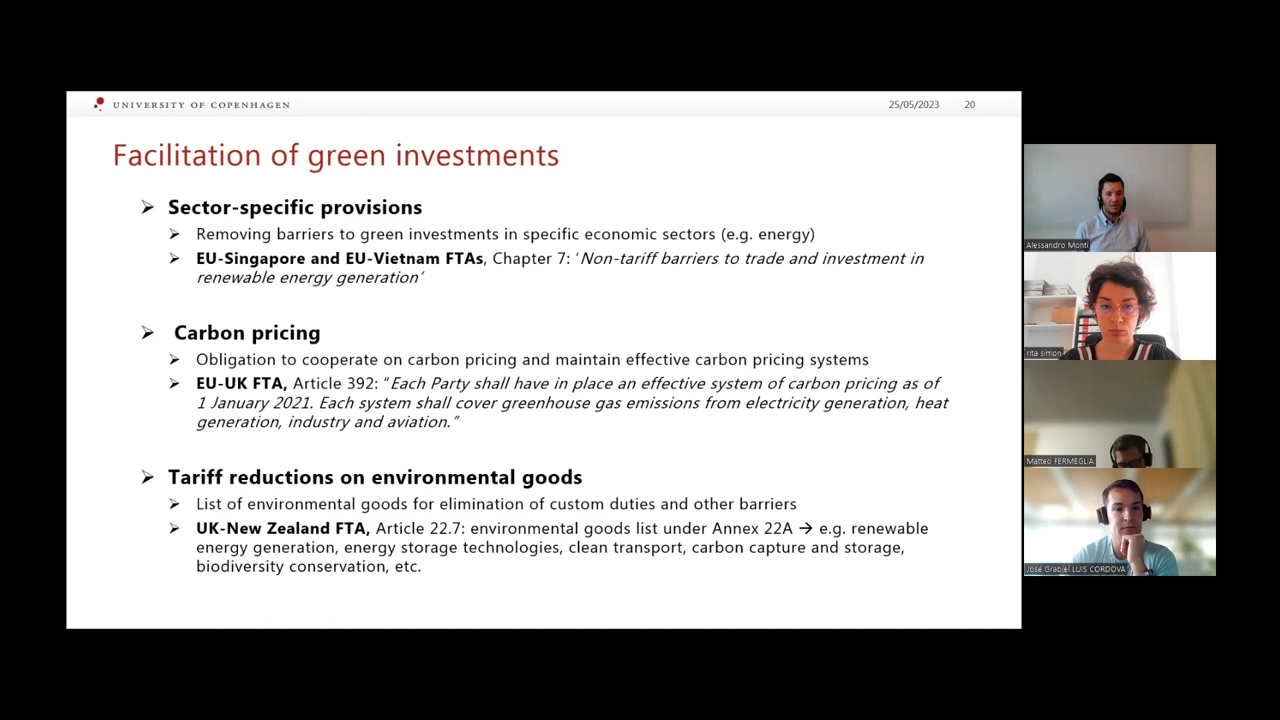 UNIVERSITY OF COPENHAGEN
25/05/2023 20
Facilitation of green investments
Sector-specific provisions
Removing barriers to green investments in specific economic sectors (e.g. energy)
EU-Singapore and EU-Vietnam FTAs, Chapter 7: ‘Non-tariff barriers to trade and investment in
renewable energy generation’
Carbon pricing
Obligation to cooperate on carbon pricing and maintain effective carbon pricing systems
EU-UK FTA, Article 392: “Each Party shall have in place an effective system of carbon pricing as of
1 January 2021. Each system shall cover greenhouse gas emissions from electricity generation, heat
generation, industry and aviation.”
Tariff reductions on environmental goods
List of environmental goods for elimination of custom duties and other barriers
UK-New Zealand FTA, Article 22.7: environmental goods list under Annex 22A → e.g. renewable
energy generation, energy storage technologies, clean transport, carbon capture and storage,
biodiversity conservation, etc.
Alessandro Monti
rita simon
Matteo FERMEGLIA
José Grabiel LUIS CORDOVA